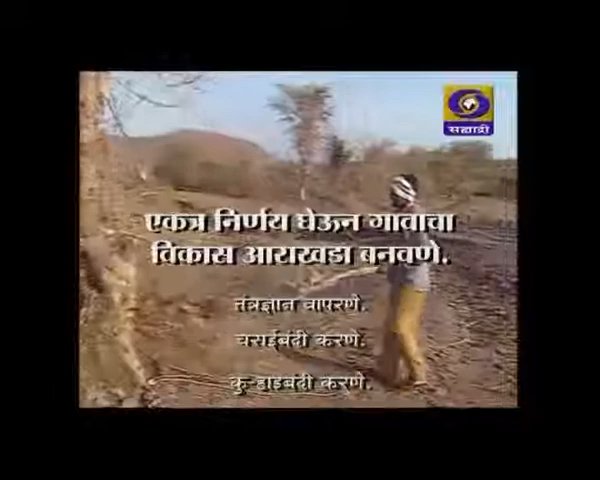 सह्याद्री
एकत्र निर्णय घेऊन गावाचा
विकास आराखडा बनवणे.
तंत्रज्ञान वापरणे.
चराईबंदी करणे.
कुऱ्हाडबंदी करणे.